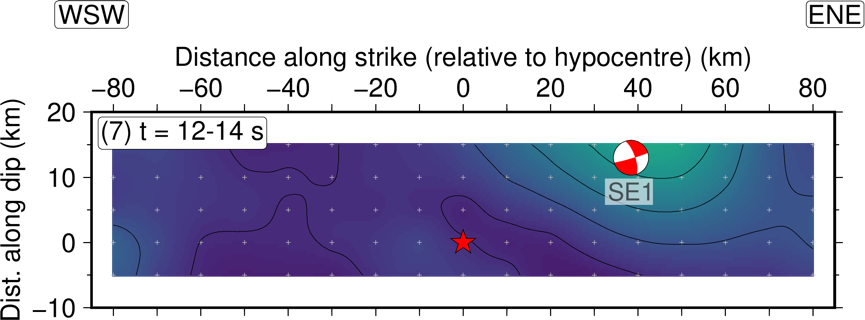 WSW
ENE
Distance along strike (relative to hypocentre) (km)
−80 −60 −40 −20 0 20 40 60 80
Dist. along dip (km)
20
10
0
−10
(7) t = 12-14 s
SE1